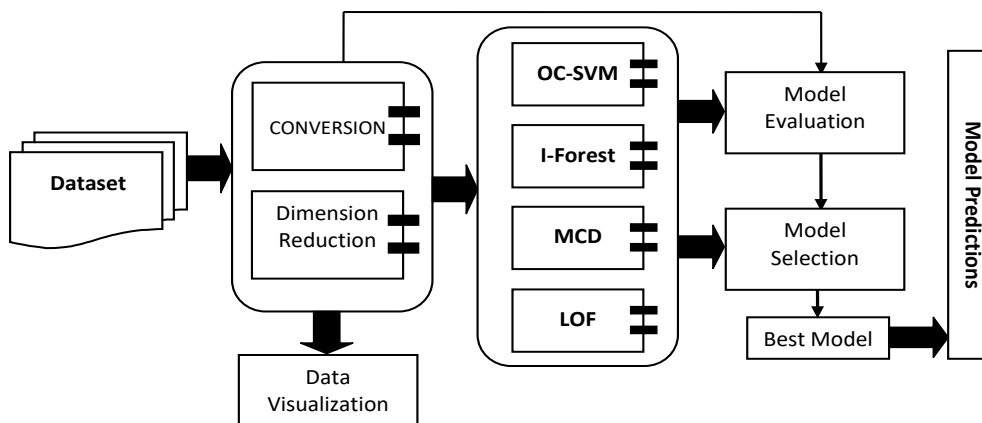 Dataset
CONVERSION
Dimension
Reduction
Data
Visualization
OC-SVM
I-Forest
MCD
LOF
Model
Evaluation
Model
Selection
Best Model
Model Predictions